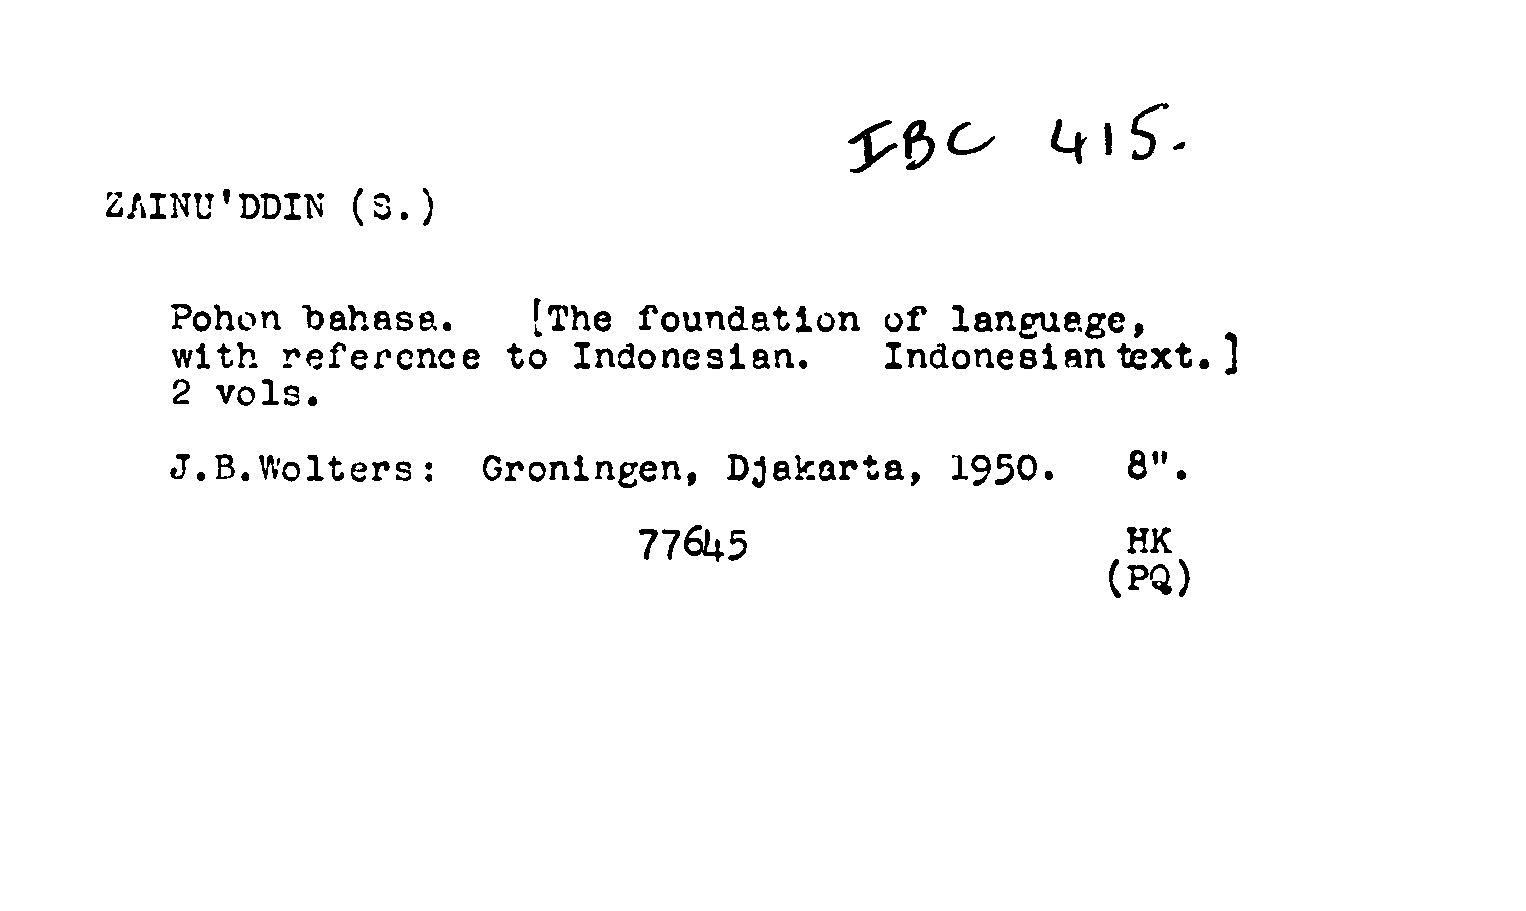 IBC 415.
ZAINU'DDIN (S.)
Pohon bahasa. [The foundation of language,
with reference to Indonesian. Indonesian text.]
2 vols.
J.B.Wolters: Groningen, Djakarta, 1950. 8".
77645 HK
(PQ)